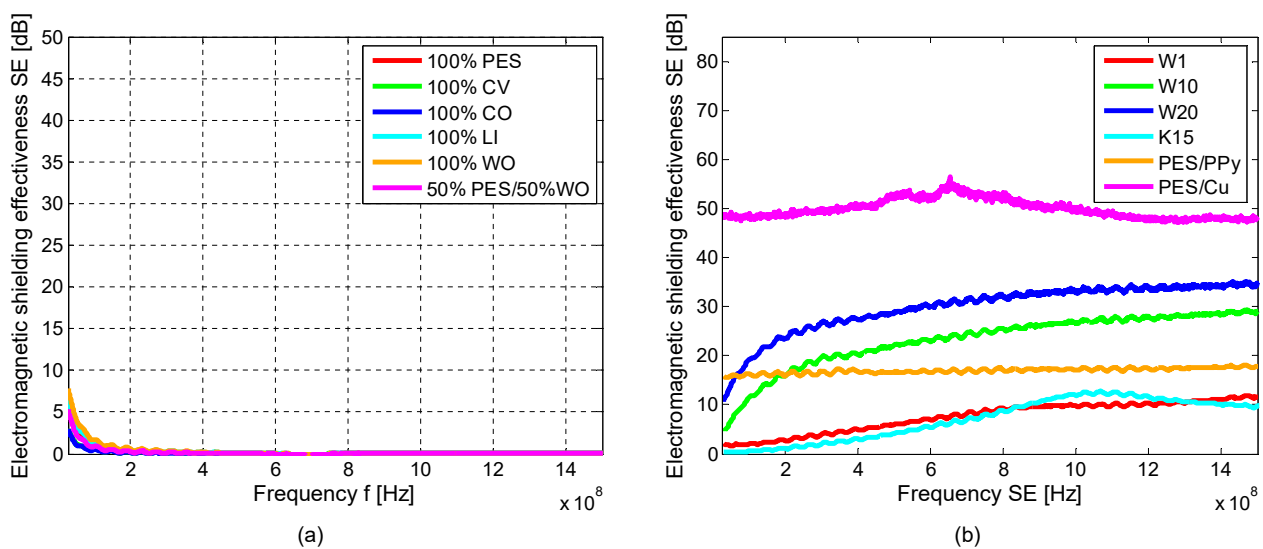 Electromagnetic shielding effectiveness SE [dB]
50
45
40
35
30
25
20
15
10
5
0
2
4
6
8
10
12
14
x 10^8
Frequency f [Hz]
100% PES
100% CV
100% CO
100% LI
100% WO
50% PES/50%WO
(a)
Electromagnetic shielding effectiveness SE [dB]
80
70
60
50
40
30
20
10
0
2
4
6
8
10
12
14
x 10^8
Frequency SE [Hz]
W1
W10
W20
K15
PES/PPy
PES/Cu
(b)